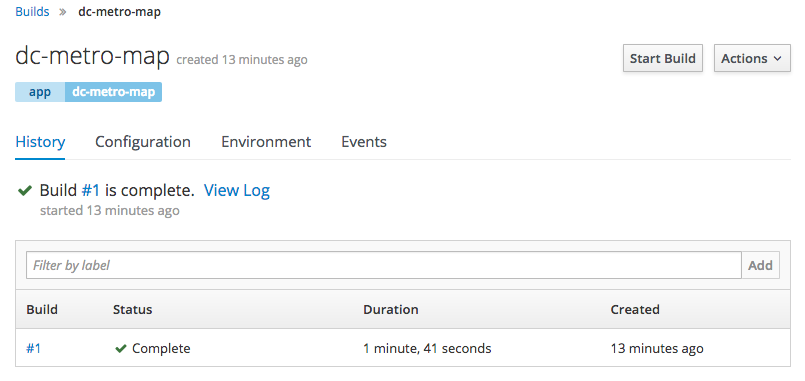 Builds » dc-metro-map
dc-metro-map created 13 minutes ago
Start Build
Actions
app dc-metro-map
History Configuration Environment Events
Build #1 is complete. View Log
started 13 minutes ago
Filter by label Add
Build Status Duration Created
#1 Complete 1 minute, 41 seconds 13 minutes ago